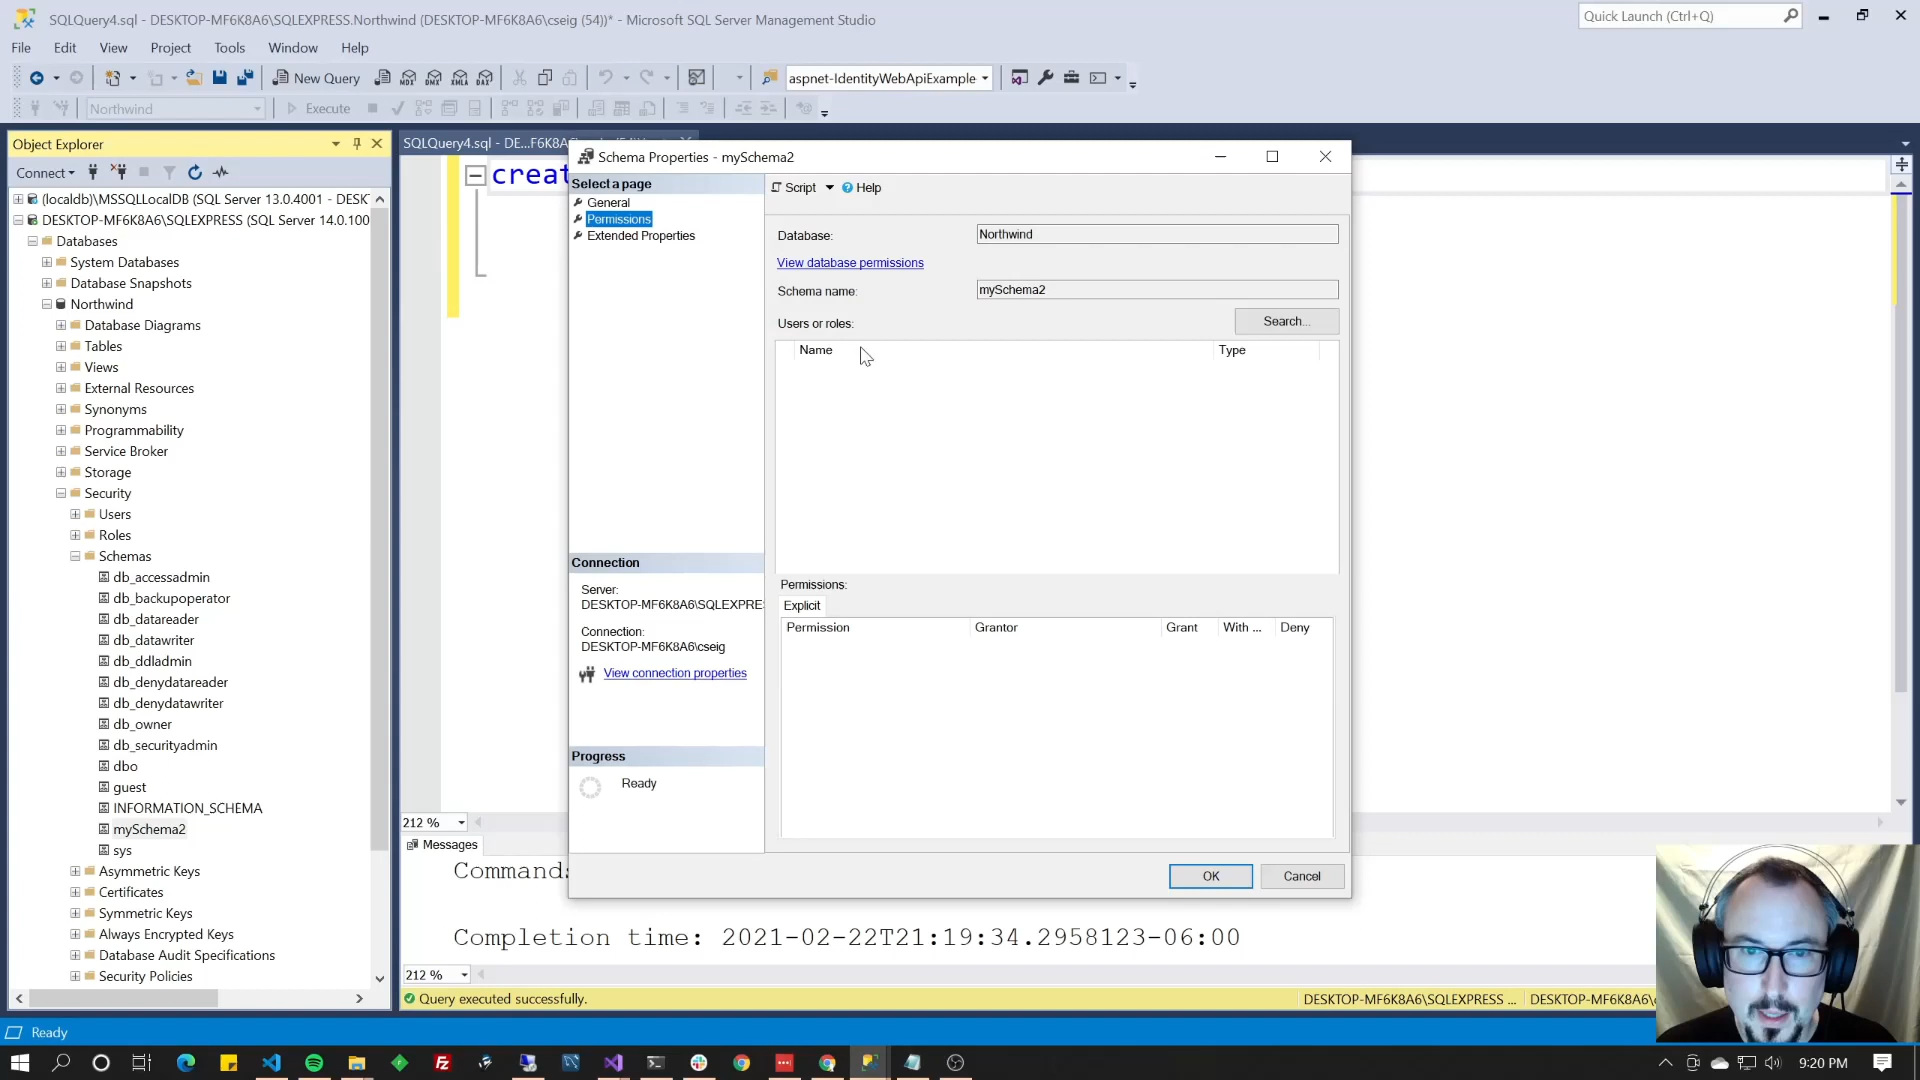 SQLQuery4.sql - DESKTOP-MF6K8A6\SQLEXPRESS.Northwind (DESKTOP-MF6K8A6\cseig (54))* - Microsoft SQL Server Management Studio
Quick Launch (Ctrl+Q)
File Edit View Project Tools Window Help
New Query
MDX DMX XMLA DAX
aspnet-IdentityWebApiExample
Northwind
Execute
Object Explorer
Connect
(localdb)\MSSQLLocalDB (SQL Server 13.0.4001 - DESK
DESKTOP-MF6K8A6\SQLEXPRESS (SQL Server 14.0.100
Databases
System Databases
Database Snapshots
Northwind
Database Diagrams
Tables
Views
External Resources
Synonyms
Programmability
Service Broker
Storage
Security
Users
Roles
Schemas
db_accessadmin
db_backupoperator
db_datareader
db_datawriter
db_ddladmin
db_denydatareader
db_denydatawriter
db_owner
db_securityadmin
dbo
guest
INFORMATION_SCHEMA
mySchema2
sys
Asymmetric Keys
Certificates
Symmetric Keys
Always Encrypted Keys
Database Audit Specifications
Security Policies
SQLQuery4.sql - DE...F6K8A6
creat
Schema Properties - mySchema2
Select a page
General
Permissions
Extended Properties
Script
Help
Database:
Northwind
View database permissions
Schema name:
mySchema2
Users or roles:
Search...
Name Type
Connection
Server:
DESKTOP-MF6K8A6\SQLEXPRES
Connection:
DESKTOP-MF6K8A6\cseig
View connection properties
Progress
Ready
Permissions:
Explicit
Permission Grantor Grant With ... Deny
OK
Cancel
212 %
Messages
Commands
Completion time: 2021-02-22T21:19:34.2958123-06:00
212 %
Query executed successfully.
DESKTOP-MF6K8A6\SQLEXPRESS ...
DESKTOP-MF6K8A6\c
Ready
9:20 PM